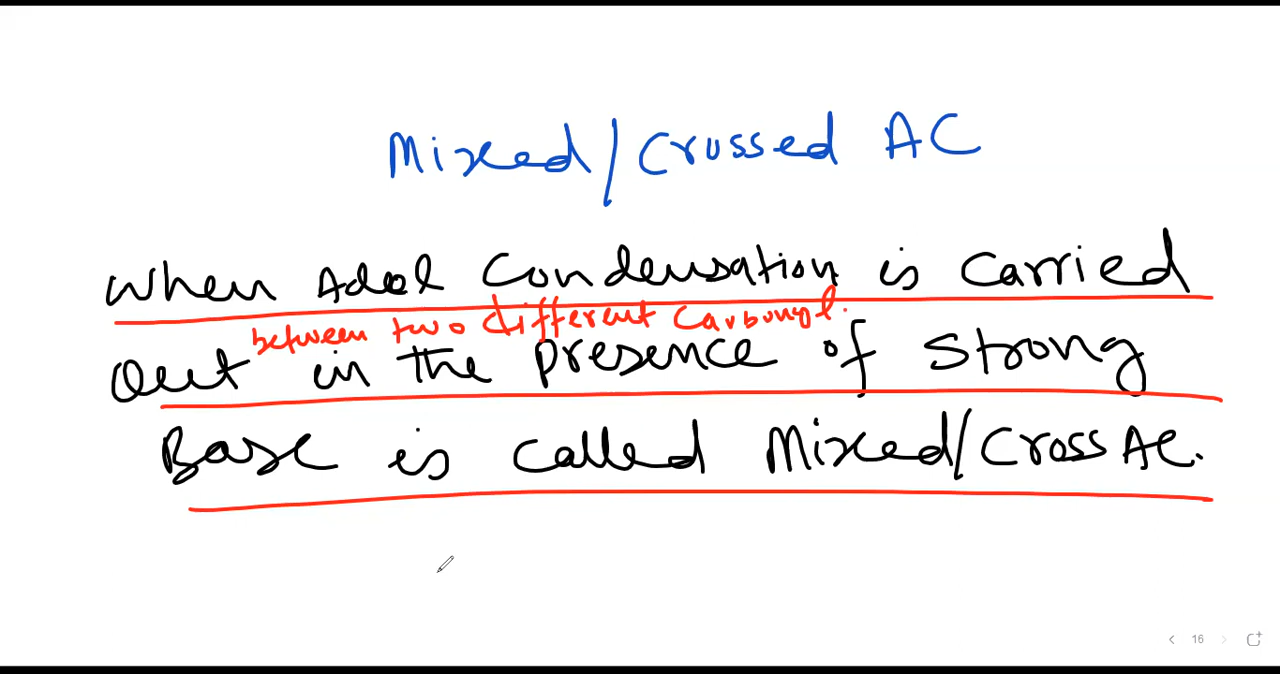 Mixed/Crossed AC
When Adol Condensation is Carried
between two different Carbonyl.
Out in the presence of Strong
Base is called Mixed/Cross AC.
16